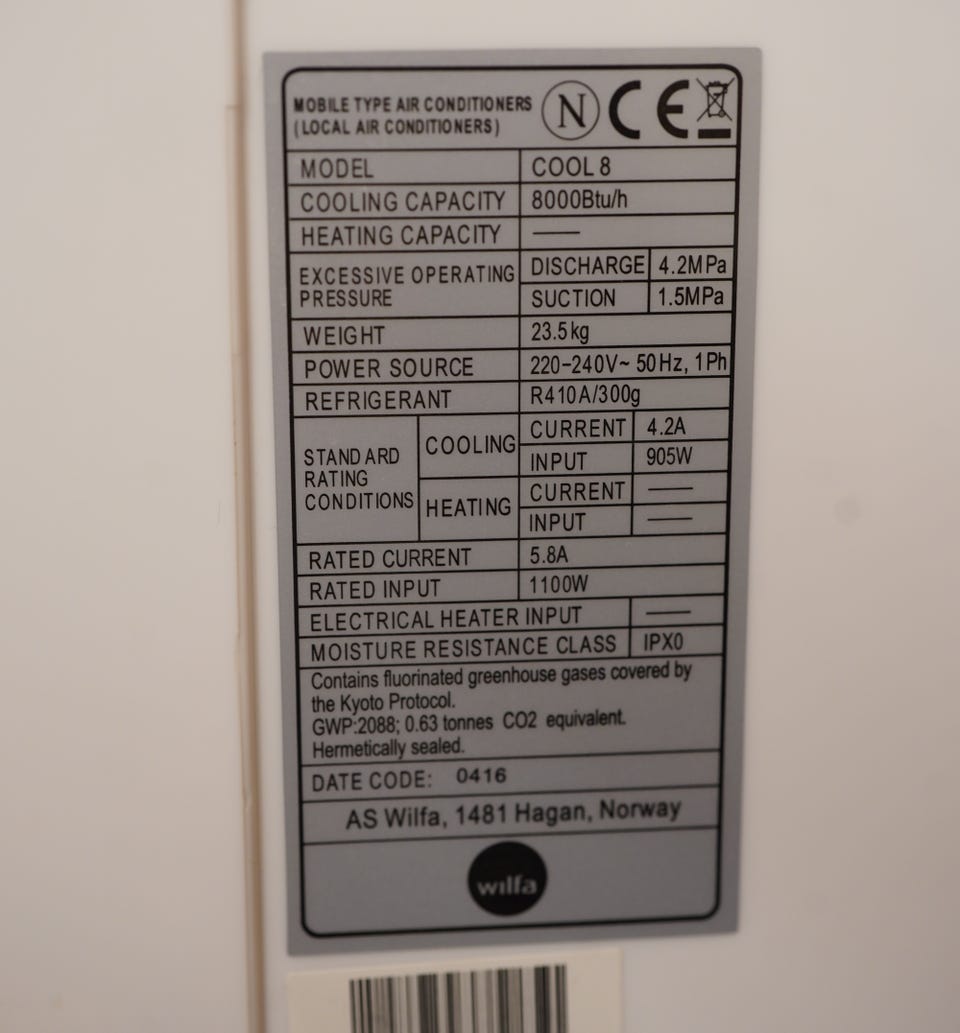 MOBILE TYPE AIR CONDITIONERS
(LOCAL AIR CONDITIONERS)
N CE
MODEL COOL 8
COOLING CAPACITY 8000Btu/h
HEATING CAPACITY —
EXCESSIVE OPERATING
PRESSURE
DISCHARGE 4.2MPa
SUCTION 1.5MPa
WEIGHT 23.5kg
POWER SOURCE 220-240V~ 50Hz, 1Ph
REFRIGERANT R410A/300g
STANDARD
RATING
CONDITIONS
COOLING
CURRENT 4.2A
INPUT 905W
HEATING
CURRENT —
INPUT —
RATED CURRENT 5.8A
RATED INPUT 1100W
ELECTRICAL HEATER INPUT —
MOISTURE RESISTANCE CLASS IPX0
Contains fluorinated greenhouse gases covered by
the Kyoto Protocol.
GWP:2088; 0.63 tonnes CO2 equivalent.
Hermetically sealed.
DATE CODE: 0416
AS Wilfa, 1481 Hagan, Norway
wilfa